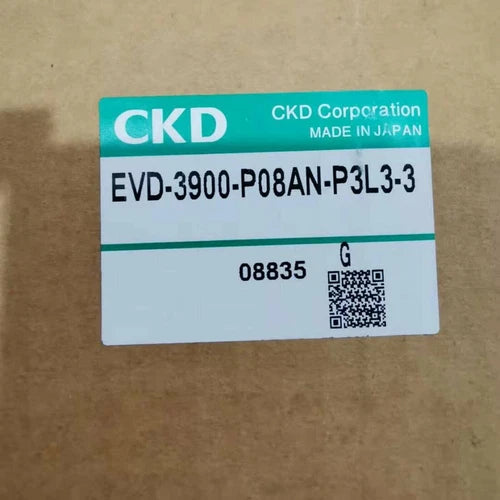 CKD
CKD Corporation
MADE IN JAPAN
EVD-3900-P08AN-P3L3-3
G
08835